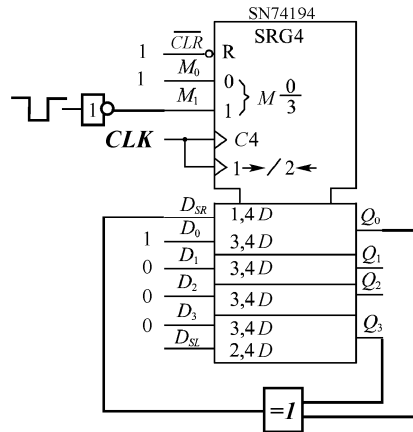 SN74194
SRG4
1 CLR R
1 M0 0
M1 1
M 0/3
1
CLK C4
1→/2←
DSR 1,4D Q0
1 D0 3,4D
0 D1 3,4D Q1
0 D2 3,4D Q2
0 D3 3,4D Q3
DSL 2,4D
=1